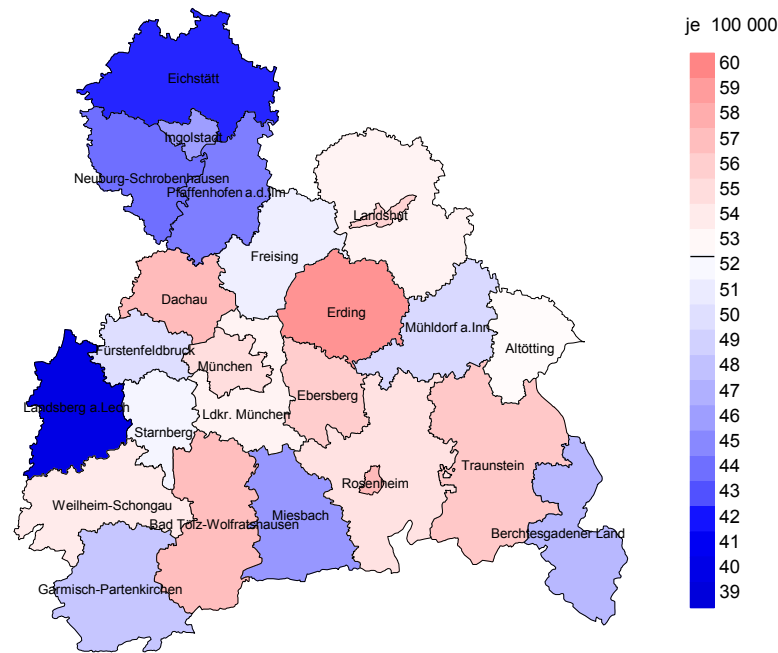 je 100 000
Eichstätt
Ingolstadt
Neuburg-Schrobenhausen
Pfaffenhofen a.d.Ilm
Landshut
Freising
Dachau
Erding
Mühldorf a.Inn
Altötting
Fürstenfeldbruck
München
Ebersberg
Landsberg a.Lech
Ldkr. München
Starnberg
Traunstein
Rosenheim
Weilheim-Schongau
Miesbach
Bad Tölz-Wolfratshausen
Berchtesgadener Land
Garmisch-Partenkirchen
60
59
58
57
56
55
54
53
52
51
50
49
48
47
46
45
44
43
42
41
40
39